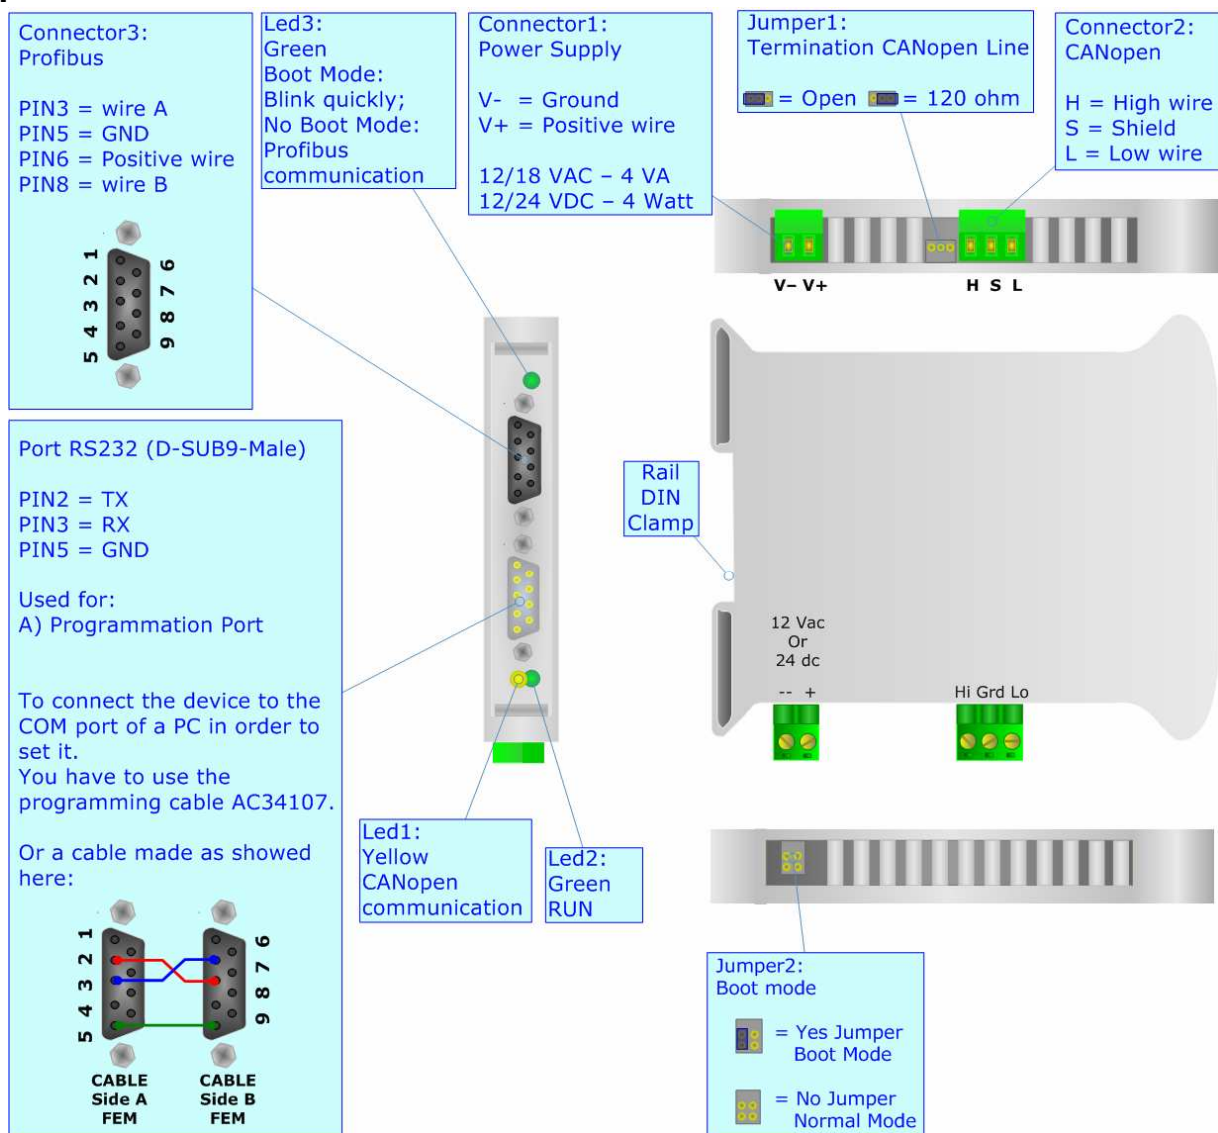 Connector3:
Profibus
PIN3 = wire A
PIN5 = GND
PIN6 = Positive wire
PIN8 = wire B
1
2
3
4
5
6
7
8
9
Led3:
Green
Boot Mode:
Blink quickly;
No Boot Mode:
Profibus
communication
Connector1:
Power Supply
V- = Ground
V+ = Positive wire
12/18 VAC – 4 VA
12/24 VDC – 4 Watt
Jumper1:
Termination CANopen Line
= Open = 120 ohm
Connector2:
CANopen
H = High wire
S = Shield
L = Low wire
V– V+
H S L
Port RS232 (D-SUB9-Male)
PIN2 = TX
PIN3 = RX
PIN5 = GND
Used for:
A) Programmation Port
To connect the device to the
COM port of a PC in order to
set it.
You have to use the
programming cable AC34107.
Or a cable made as showed
here:
1
2
3
4
5
6
7
8
9
CABLE
Side A
FEM
CABLE
Side B
FEM
Rail
DIN
Clamp
12 Vac
Or
24 dc
-- +
Hi Grd Lo
Led1:
Yellow
CANopen
communication
Led2:
Green
RUN
Jumper2:
Boot mode
= Yes Jumper
Boot Mode
= No Jumper
Normal Mode